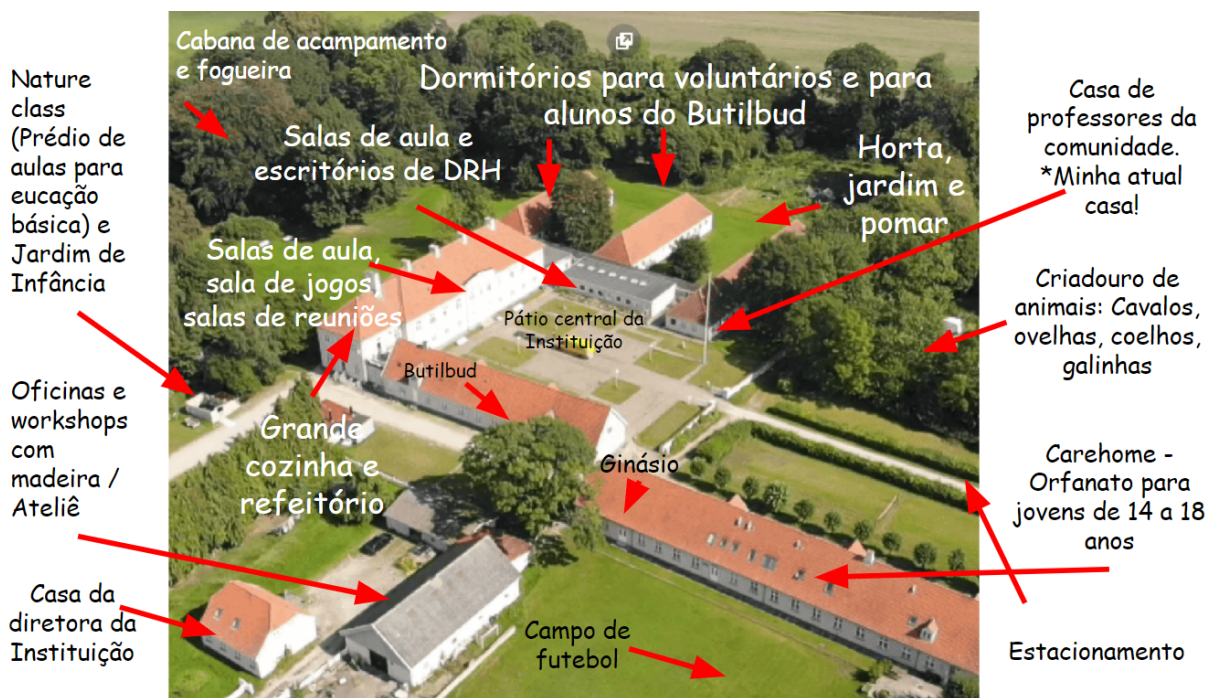 Cabana de acampamento
e fogueira
Dormitórios para voluntários e para
alunos do Butilbud
Salas de aula e
escritórios de DRH
Horta,
jardim e
pomar
Salas de aula,
sala de jogos,
salas de reuniões
Pátio central da
Instituição
Butilbud
Grande
cozinha e
refeitório
Ginásio
Campo de
futebol
Nature
class
(Prédio de
aulas para
eucação
básica) e
Jardim de
Infância
Oficinas e
workshops
com
madeira /
Ateliê
Casa da
diretora da
Instituição
Casa de
professores da
comunidade.
*Minha atual
casa!
Criadouro de
animais: Cavalos,
ovelhas, coelhos,
galinhas
Carehome -
Orfanato para
jovens de 14 a 18
anos
Estacionamento